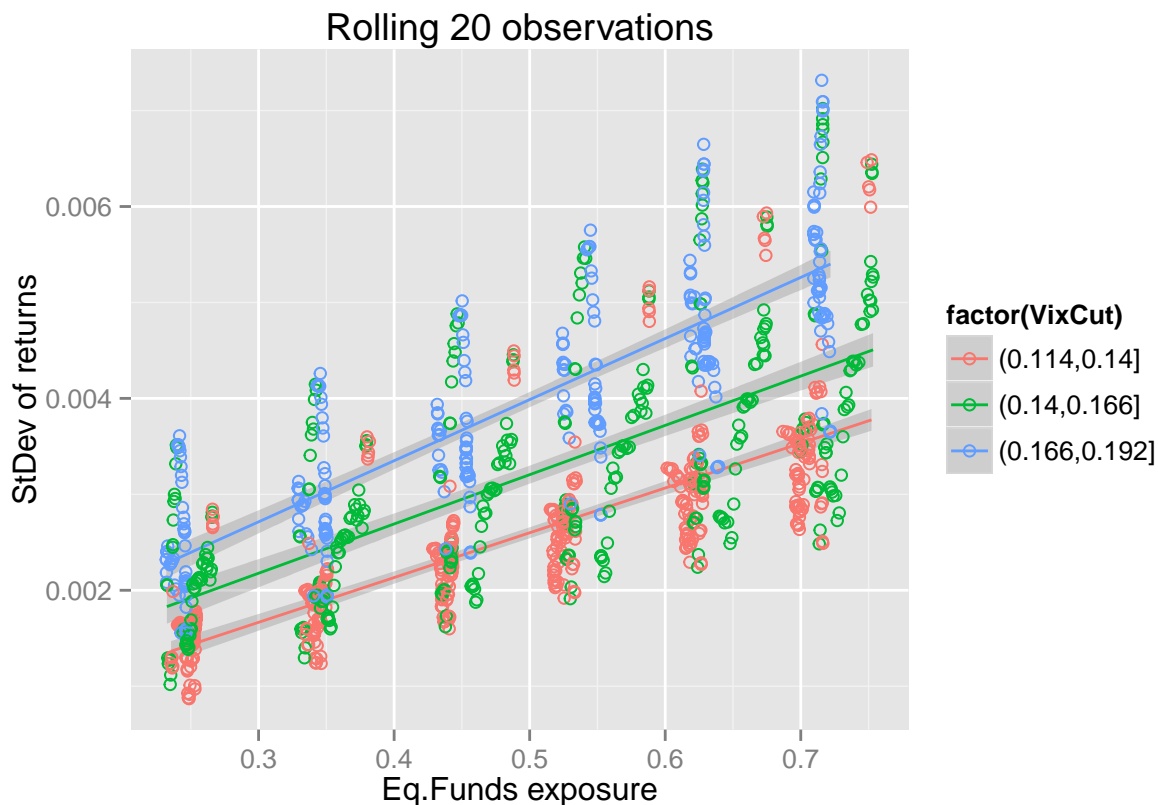 Rolling 20 observations
StDev of returns
0.006
0.004
0.002
0.3 0.4 0.5 0.6 0.7
Eq.Funds exposure
factor(VixCut)
(0.114,0.14]
(0.14,0.166]
(0.166,0.192]